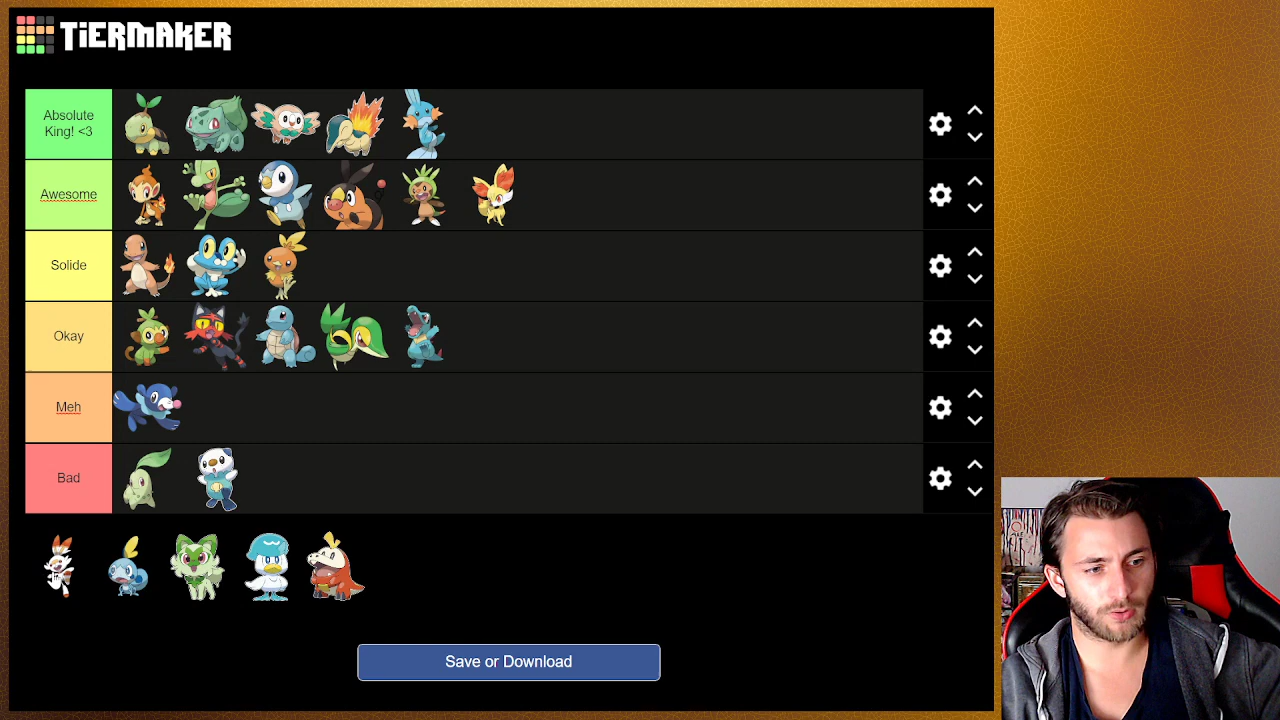 TiERMAKER
Absolute
King! <3
Awesome
Solide
Okay
Meh
Bad
Save or Download